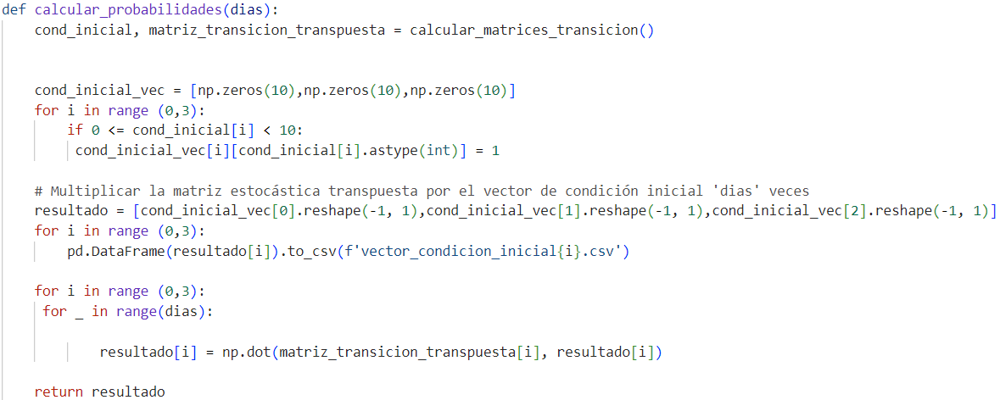 def calcular_probabilidades(dias):
    cond_inicial, matriz_transicion_transpuesta = calcular_matrices_transicion()
    cond_inicial_vec = [np.zeros(10),np.zeros(10),np.zeros(10)]
    for i in range (0,3):
        if 0 <= cond_inicial[i] < 10:
         cond_inicial_vec[i][cond_inicial[i].astype(int)] = 1
    # Multiplicar la matriz estocástica transpuesta por el vector de condición inicial 'dias' veces
    resultado = [cond_inicial_vec[0].reshape(-1, 1),cond_inicial_vec[1].reshape(-1, 1),cond_inicial_vec[2].reshape(-1, 1)]
    for i in range (0,3):
        pd.DataFrame(resultado[i]).to_csv(f'vector_condicion_inicial{i}.csv')
    for i in range (0,3):
     for _ in range(dias):
            resultado[i] = np.dot(matriz_transicion_transpuesta[i], resultado[i])
    return resultado